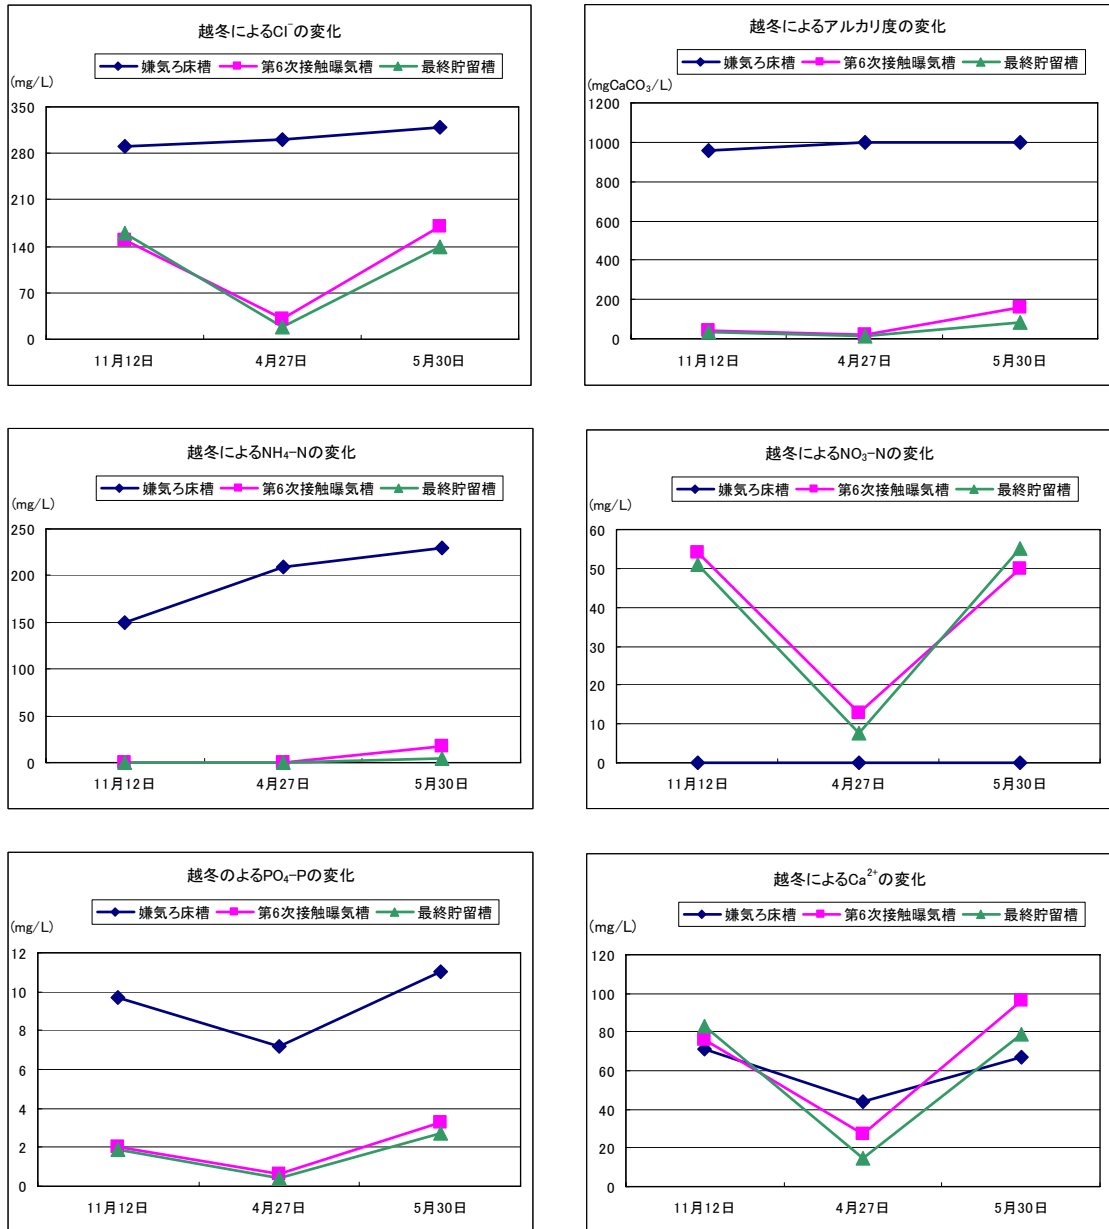 越冬によるCl⁻の変化
嫌気ろ床槽 第6次接触曝気槽 最終貯留槽
(mg/L)
350
280
210
140
70
0
11月12日 4月27日 5月30日
越冬によるアルカリ度の変化
嫌気ろ床槽 第6次接触曝気槽 最終貯留槽
(mgCaCO₃/L)
1200
1000
800
600
400
200
0
11月12日 4月27日 5月30日
越冬によるNH₄-Nの変化
嫌気ろ床槽 第6次接触曝気槽 最終貯留槽
(mg/L)
250
200
150
100
50
0
11月12日 4月27日 5月30日
越冬によるNO₃-Nの変化
嫌気ろ床槽 第6次接触曝気槽 最終貯留槽
(mg/L)
60
50
40
30
20
10
0
11月12日 4月27日 5月30日
越冬のよるPO₄-Pの変化
嫌気ろ床槽 第6次接触曝気槽 最終貯留槽
(mg/L)
12
10
8
6
4
2
0
11月12日 4月27日 5月30日
越冬によるCa²⁺の変化
嫌気ろ床槽 第6次接触曝気槽 最終貯留槽
(mg/L)
120
100
80
60
40
20
0
11月12日 4月27日 5月30日